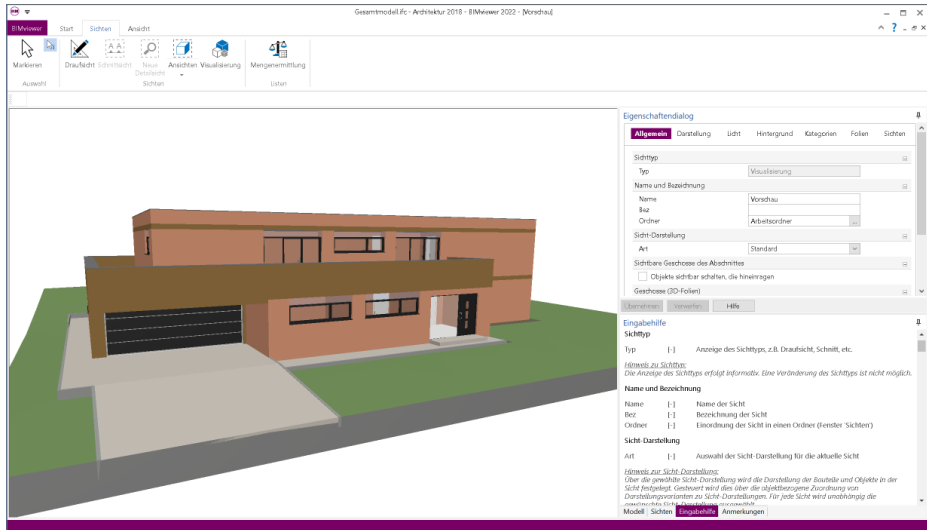 Gesamtmodell.ifc - Architektur 2018 - BIMviewer 2022 - [Vorschau]
BIMviewer Start Sichten Ansicht
Markieren Draufsicht Schnittsicht Neue Detailsicht Ansichten Visualisierung Mengenermittlung
Auswahl Sichten Listen
Eigenschaftendialog
Allgemein Darstellung Licht Hintergrund Kategorien Folien Sichten
Sichttyp
Typ Visualisierung
Name und Bezeichnung
Name Vorschau
Bez
Ordner Arbeitsordner ...
Sicht-Darstellung
Art Standard
Sichtbare Geschosse des Abschnittes
Objekte sichtbar schalten, die hineinragen
Geschosse (3D-Folien)
Übernehmen Verwerfen Hilfe
Eingabehilfe
Sichttyp
Typ [-] Anzeige des Sichttyps, z.B. Draufsicht, Schnitt, etc.
Hinweis zu Sichttyp:
Die Anzeige des Sichttyps erfolgt informativ. Eine Veränderung des Sichttyps ist nicht möglich.
Name und Bezeichnung
Name [-] Name der Sicht
Bez [-] Bezeichnung der Sicht
Ordner [-] Einordnung der Sicht in einen Ordner (Fenster 'Sichten')
Sicht-Darstellung
Art [-] Auswahl der Sicht-Darstellung für die aktuelle Sicht
Hinweis zur Sicht-Darstellung:
Über die gewählte Sicht-Darstellung wird die Darstellung der Bauteile und Objekte in der
Sicht festgelegt. Gesteuert wird dies über die objektbezogene Zuordnung von
Darstellungsvarianten zu Sicht-Darstellungen. Für jede Sicht wird unabhängig die
Modell Sichten Eingabehilfe Anmerkungen